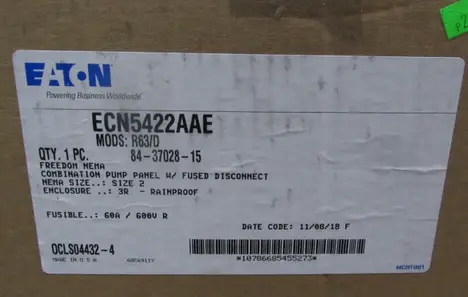 EATON
Powering Business Worldwide
ECN5422AAE
MODS: R63/D
QTY. 1 PC. 84-37028-15
FREEDOM NEMA
COMBINATION PUMP PANEL W/ FUSED DISCONNECT
NEMA SIZE..: SIZE 2
ENCLOSURE .: 3R - RAINPROOF
FUSIBLE..: 60A / 600V R
DATE CODE: 11/08/18 F
OCLS04432-4
MADE IN U.S.A
*10786685455273*